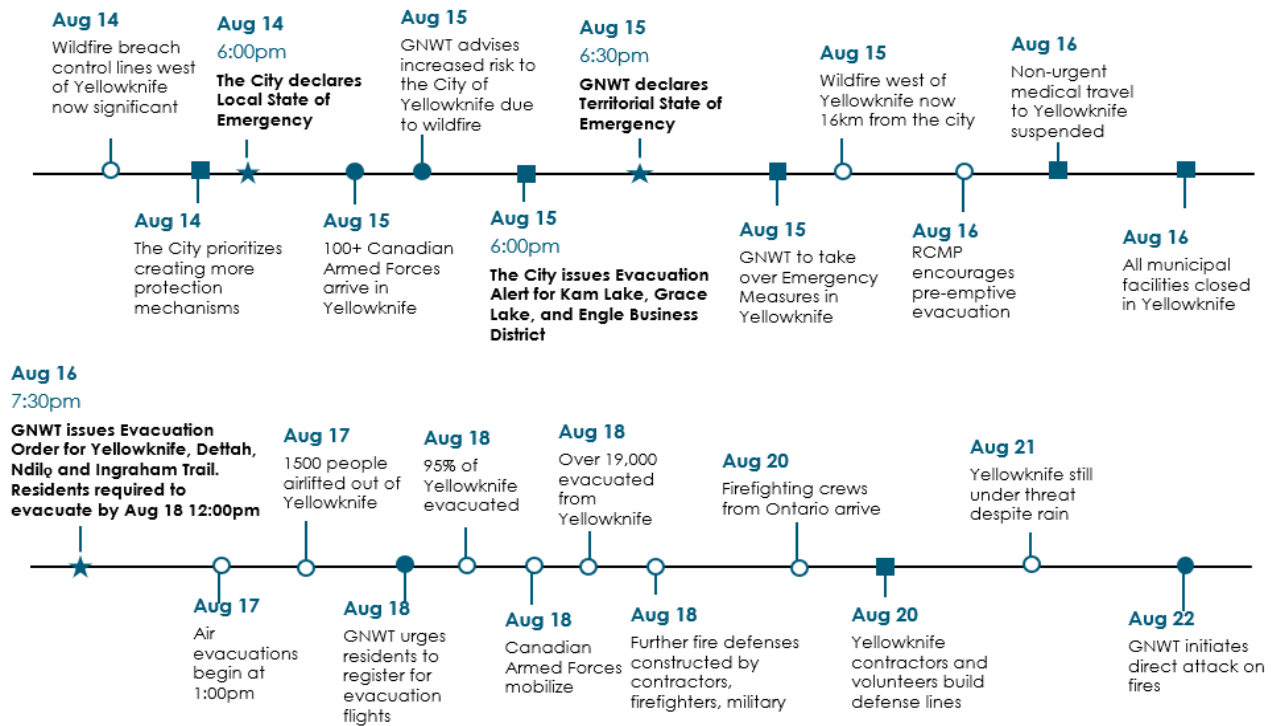 Aug 14
Wildfire breach
control lines west
of Yellowknife
now significant
Aug 14
The City prioritizes
creating more
protection
mechanisms
Aug 14
6:00pm
The City declares
Local State of
Emergency
Aug 15
100+ Canadian
Armed Forces
arrive in
Yellowknife
Aug 15
GNWT advises
increased risk to
the City of
Yellowknife due
to wildfire
Aug 15
6:00pm
The City issues Evacuation
Alert for Kam Lake, Grace
Lake, and Engle Business
District
Aug 15
6:30pm
GNWT declares
Territorial State of
Emergency
Aug 15
GNWT to take
over Emergency
Measures in
Yellowknife
Aug 15
Wildfire west of
Yellowknife now
16km from the city
Aug 16
RCMP
encourages
pre-emptive
evacuation
Aug 16
Non-urgent
medical travel
to Yellowknife
suspended
Aug 16
All municipal
facilities closed
in Yellowknife
Aug 16
7:30pm
GNWT issues Evacuation
Order for Yellowknife, Dettah,
Ndilǫ and Ingraham Trail.
Residents required to
evacuate by Aug 18 12:00pm
Aug 17
Air
evacuations
begin at
1:00pm
Aug 17
1500 people
airlifted out of
Yellowknife
Aug 18
GNWT urges
residents to
register for
evacuation
flights
Aug 18
95% of
Yellowknife
evacuated
Aug 18
Canadian
Armed Forces
mobilize
Aug 18
Over 19,000
evacuated
from
Yellowknife
Aug 18
Further fire defenses
constructed by
contractors,
firefighters, military
Aug 20
Firefighting crews
from Ontario arrive
Aug 20
Yellowknife
contractors and
volunteers build
defense lines
Aug 21
Yellowknife still
under threat
despite rain
Aug 22
GNWT initiates
direct attack on
fires